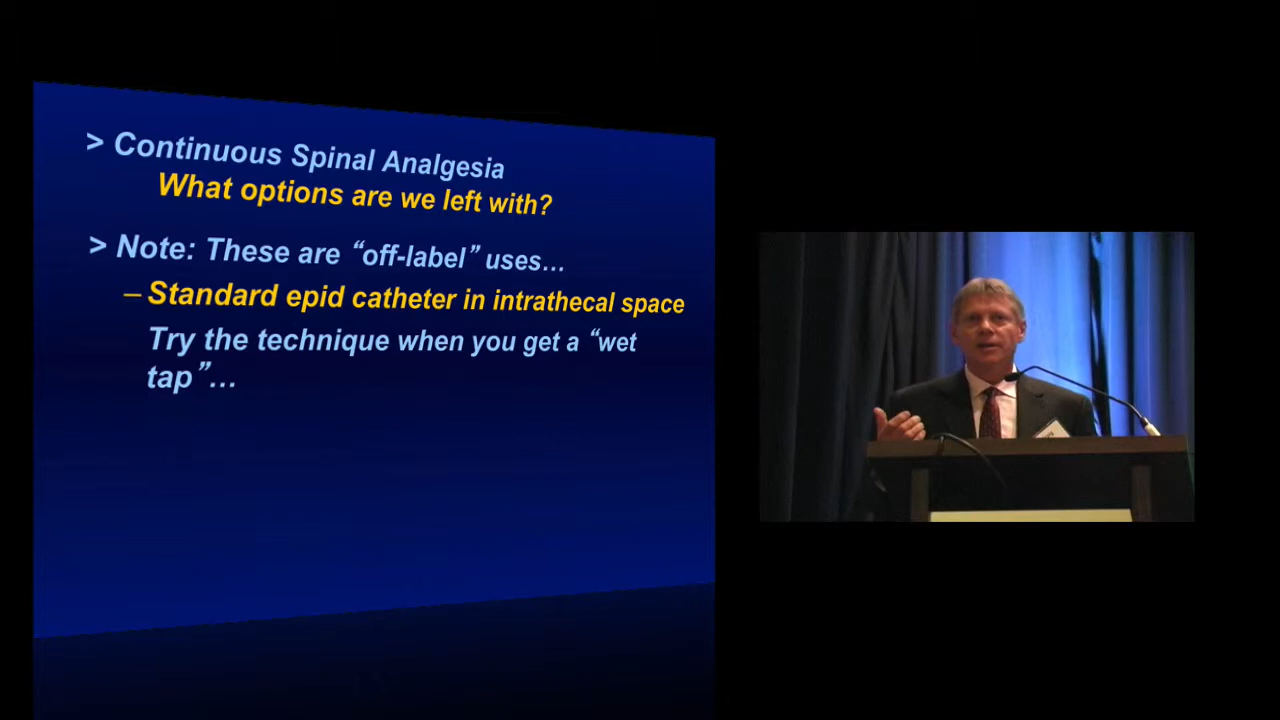 > Continuous Spinal Analgesia
What options are we left with?
> Note: These are “off-label” uses…
– Standard epid catheter in intrathecal space
Try the technique when you get a “wet
tap”…